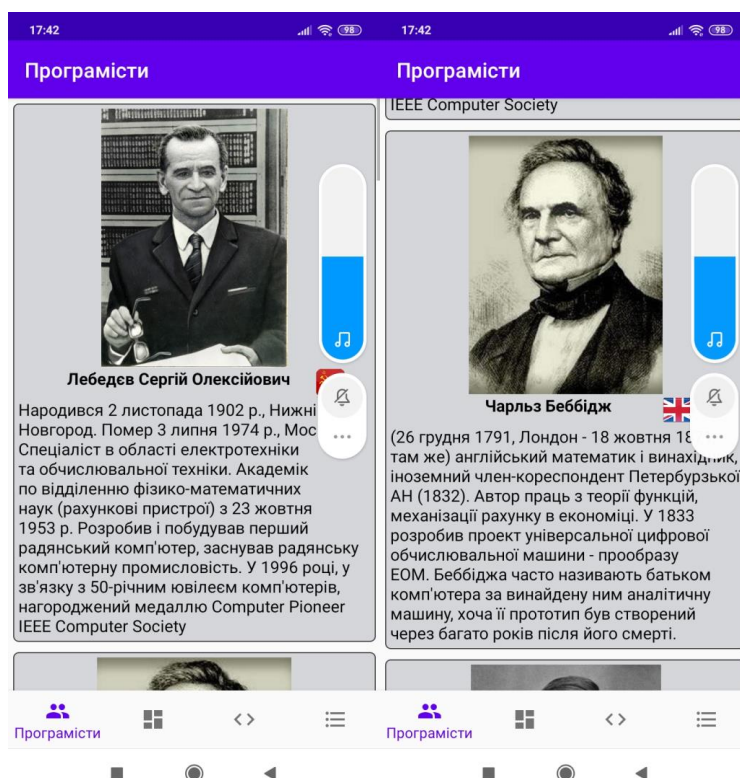 17:42
98
Програмісти
Лебедєв Сергій Олексійович
Народився 2 листопада 1902 р., Нижні
Новгород. Помер 3 липня 1974 р., Мос
Спеціаліст в області електротехніки
та обчислювальної техніки. Академік
по відділенню фізико-математичних
наук (рахункові пристрої) з 23 жовтня
1953 р. Розробив і побудував перший
радянський комп'ютер, заснував радянську
комп'ютерну промисловість. У 1996 році, у
зв'язку з 50-річним ювілеєм комп'ютерів,
нагороджений медаллю Computer Pioneer
IEEE Computer Society
Програмісти
17:42
98
Програмісти
IEEE Computer Society
Чарльз Беббідж
(26 грудня 1791, Лондон - 18 жовтня 18
там же) англійський математик і винахідник,
іноземний член-кореспондент Петербурзької
АН (1832). Автор праць з теорії функцій,
механізації рахунку в економіці. У 1833
розробив проект універсальної цифрової
обчислювальної машини - прообразу
ЕОМ. Беббіджа часто називають батьком
комп'ютера за винайдену ним аналітичну
машину, хоча її прототип був створений
через багато років після його смерті.
Програмісти